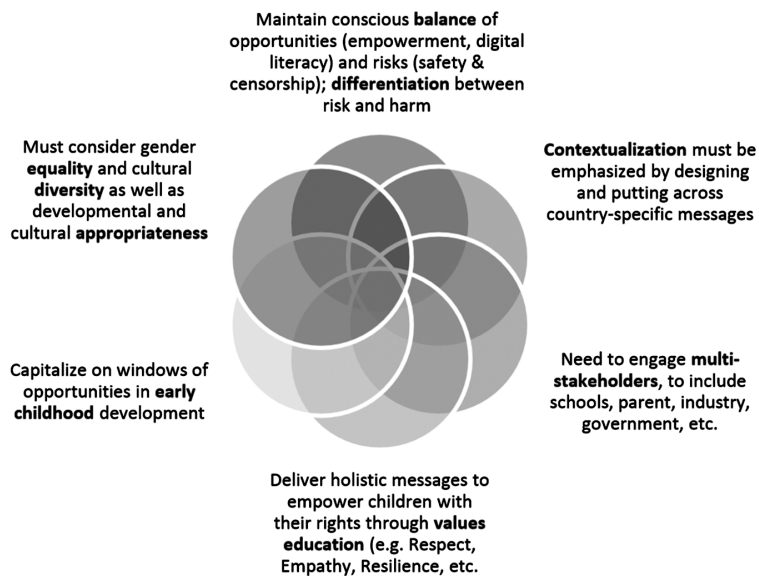 Maintain conscious balance of
opportunities (empowerment, digital
literacy) and risks (safety &
censorship); differentiation between
risk and harm
Contextualization must be
emphasized by designing
and putting across
country-specific messages
Need to engage multi-
stakeholders, to include
schools, parent, industry,
government, etc.
Deliver holistic messages to
empower children with
their rights through values
education (e.g. Respect,
Empathy, Resilience, etc.
Capitalize on windows of
opportunities in early
childhood development
Must consider gender
equality and cultural
diversity as well as
developmental and
cultural appropriateness